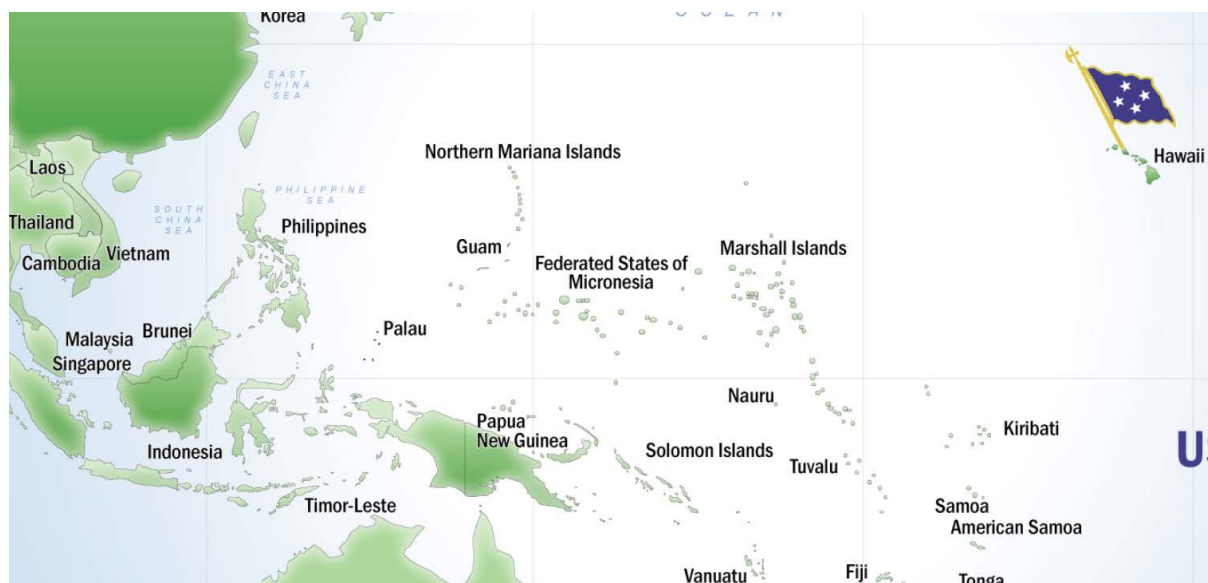 OCEAN
Korea
EAST
CHINA
SEA
Northern Mariana Islands
Hawaii
Laos
PHILIPPINE
SEA
SOUTH
CHINA
SEA
Thailand
Philippines
Vietnam
Cambodia
Guam
Marshall Islands
Federated States of
Micronesia
Palau
Brunei
Malaysia
Singapore
Nauru
Papua
New Guinea
Kiribati
Indonesia
Solomon Islands
Tuvalu
Timor-Leste
Samoa
American Samoa
Vanuatu
Fiji
Tonga